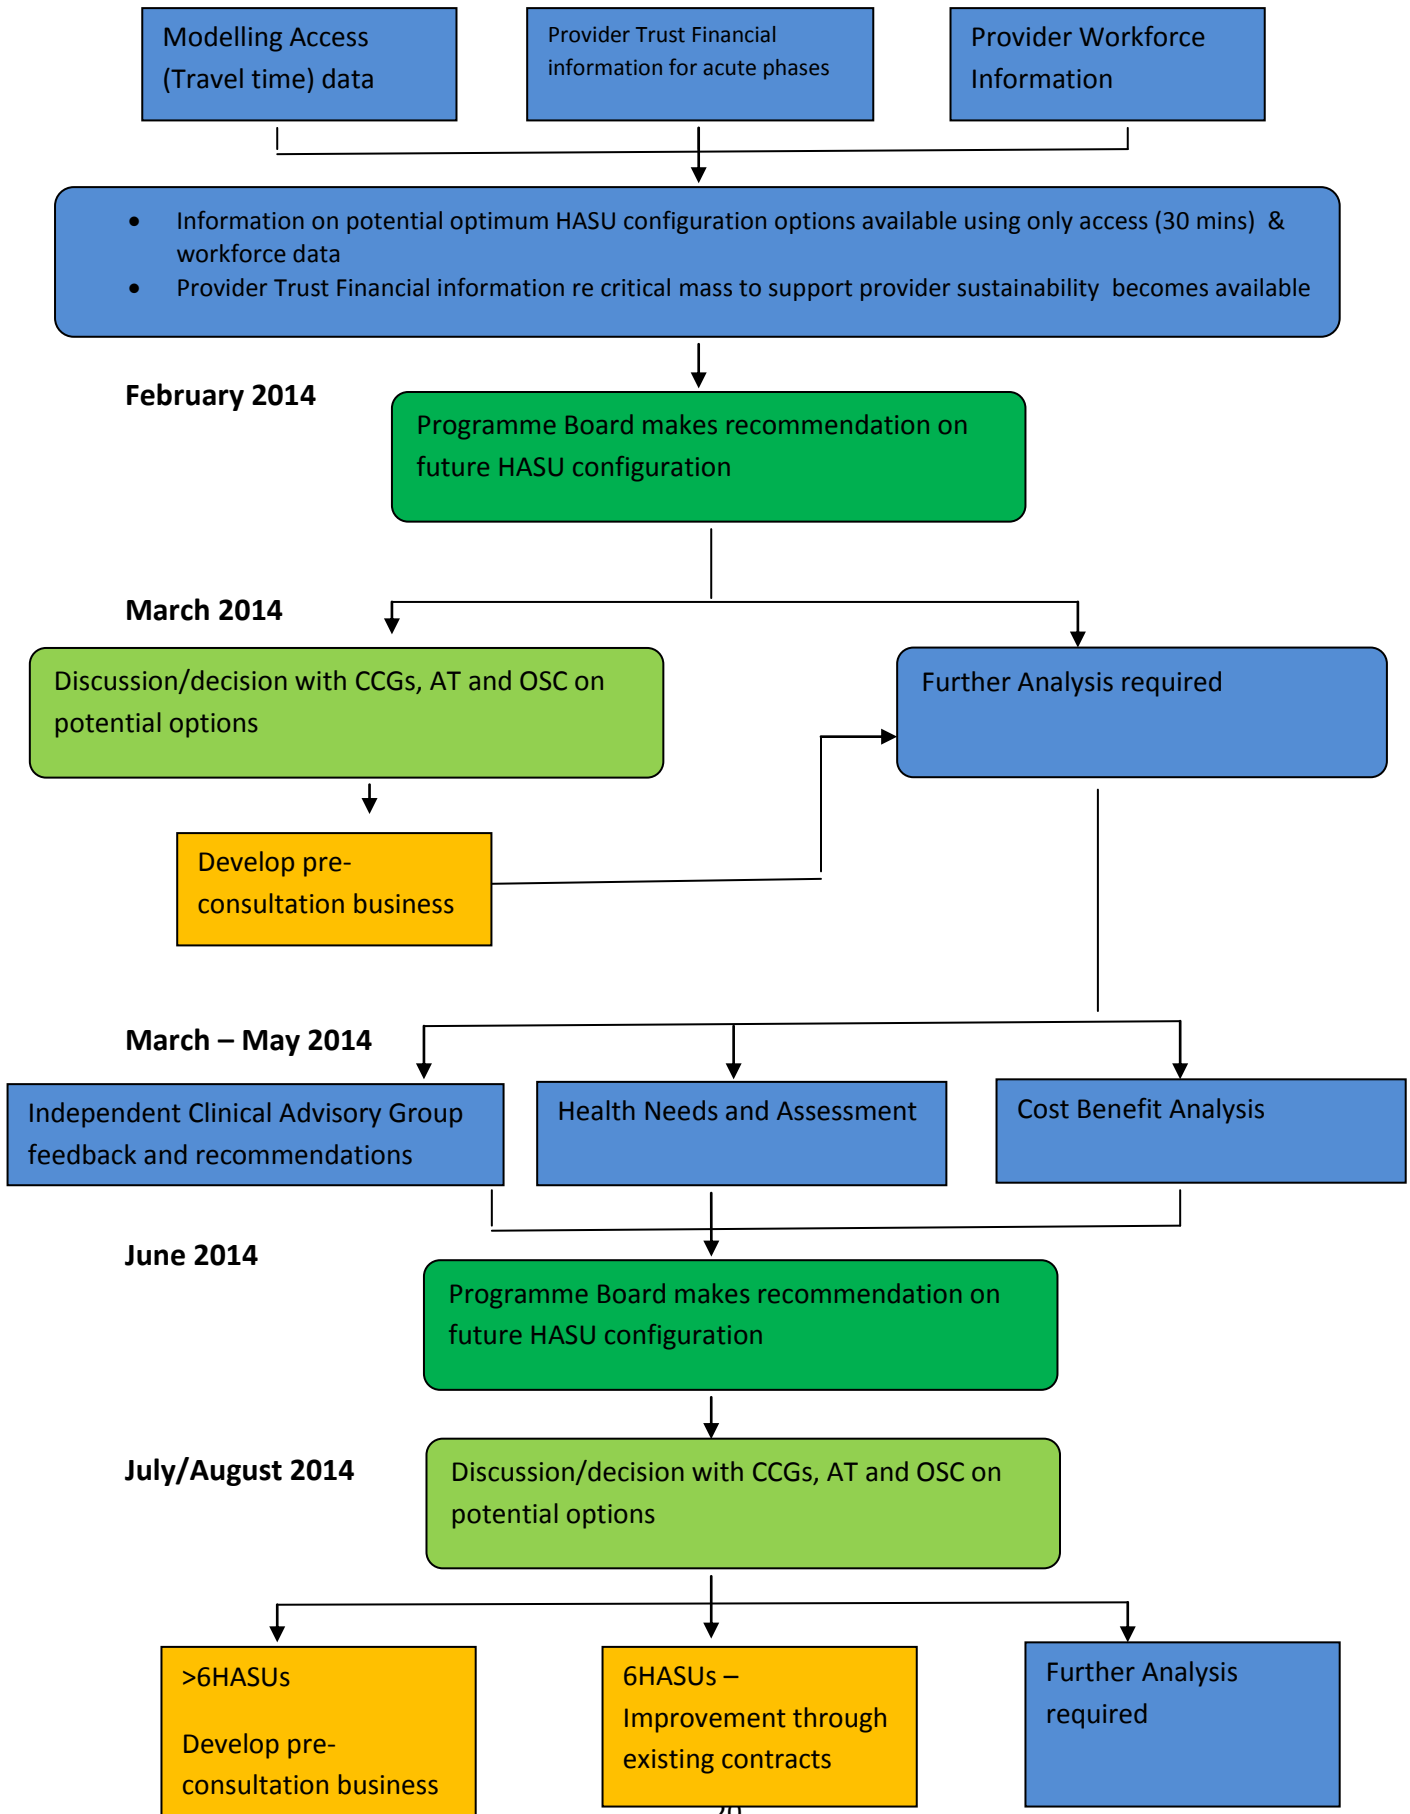 Modelling Access
(Travel time) data
Provider Trust Financial
information for acute phases
Provider Workforce
Information
• Information on potential optimum HASU configuration options available using only access (30 mins) &
workforce data
• Provider Trust Financial information re critical mass to support provider sustainability becomes available
February 2014
Programme Board makes recommendation on
future HASU configuration
March 2014
Discussion/decision with CCGs, AT and OSC on
potential options
Further Analysis required
Develop pre-
consultation business
March – May 2014
Independent Clinical Advisory Group
feedback and recommendations
Health Needs and Assessment
Cost Benefit Analysis
June 2014
Programme Board makes recommendation on
future HASU configuration
July/August 2014
Discussion/decision with CCGs, AT and OSC on
potential options
>6HASUs
Develop pre-
consultation business
6HASUs –
Improvement through
existing contracts
Further Analysis
required